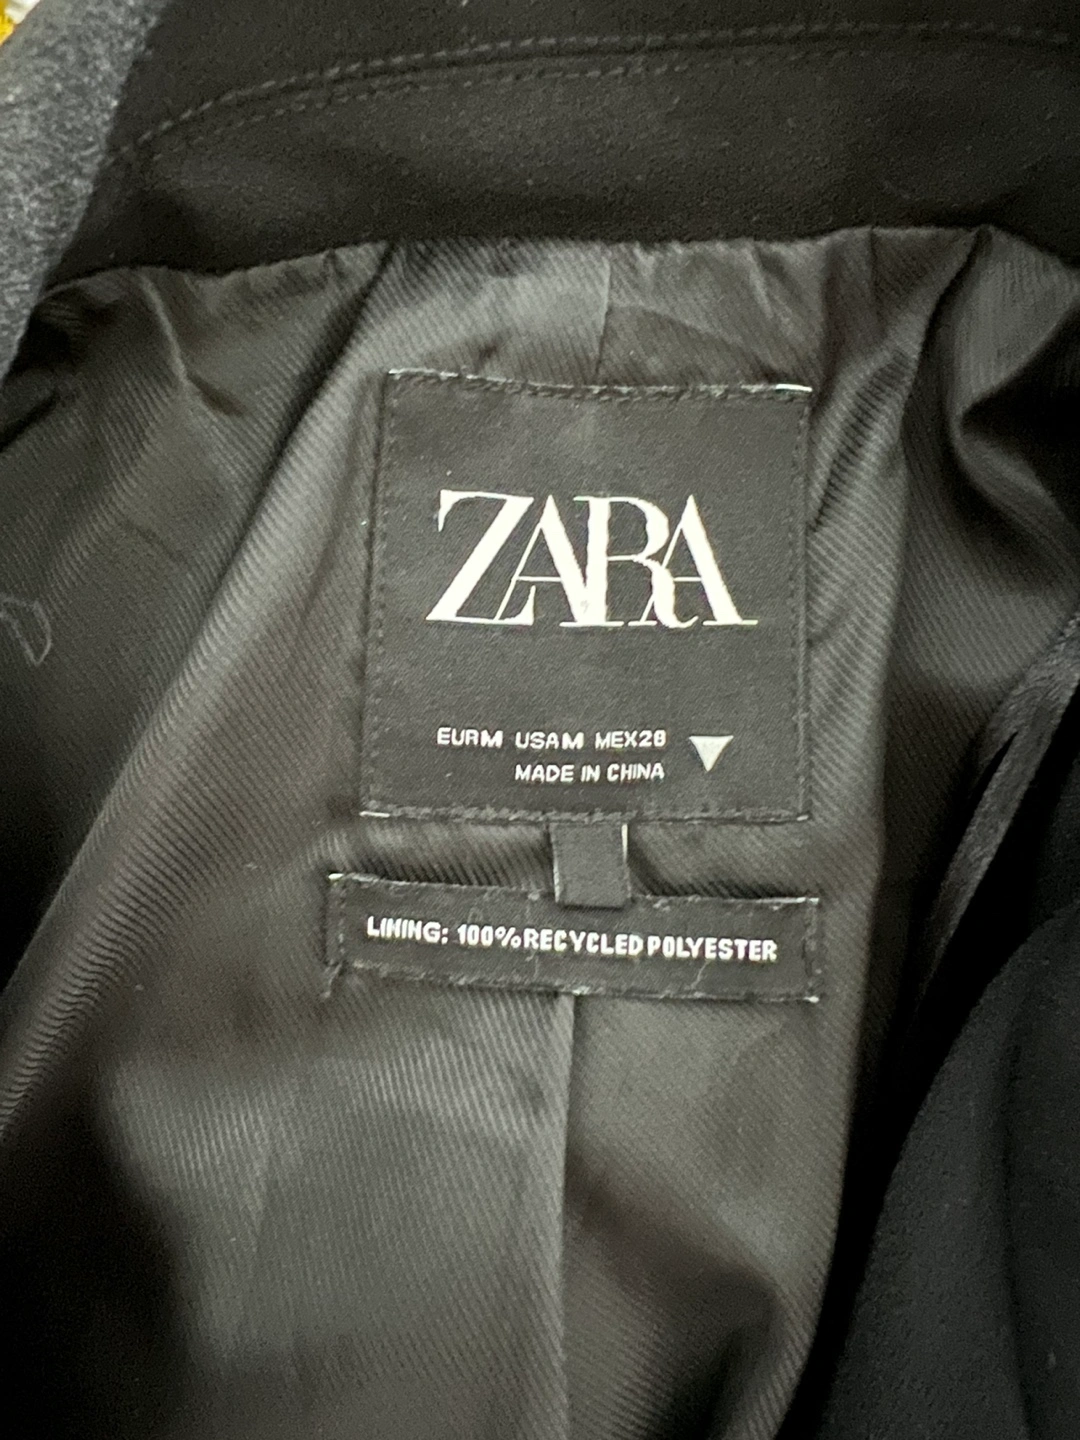 ZARA
EUR M USA M MEX 28
MADE IN CHINA
LINING: 100% RECYCLED POLYESTER